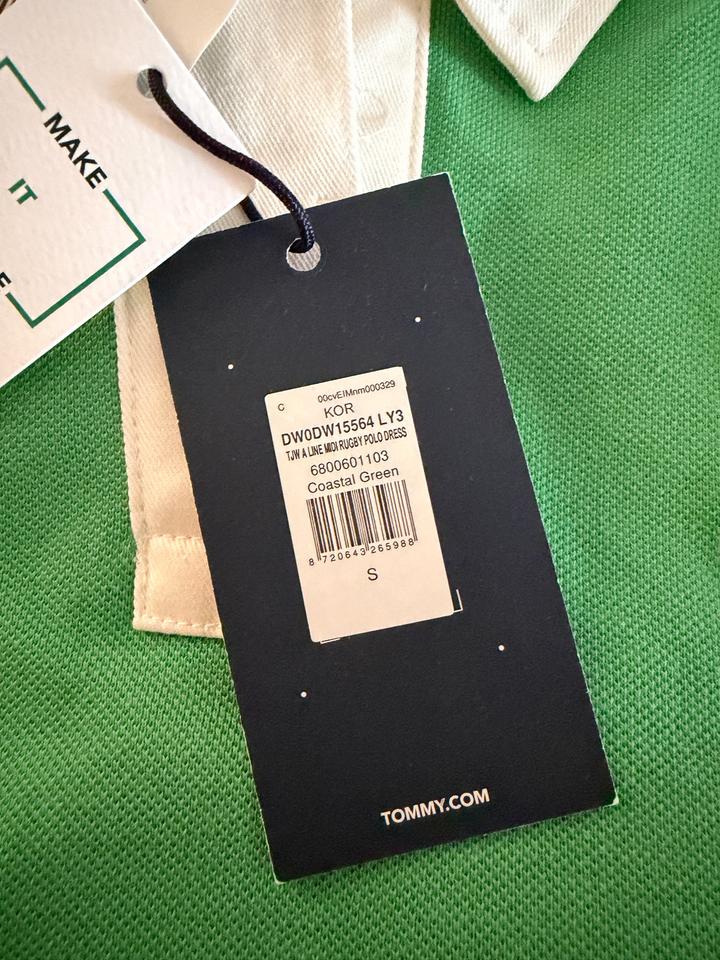 MAKE
IT
E
C 00cvEIMnm000329
KOR
DW0DW15564 LY3
TJW A LINE MIDI RUGBY POLO DRESS
6800601103
Coastal Green
8 720643 265988
S
TOMMY.COM